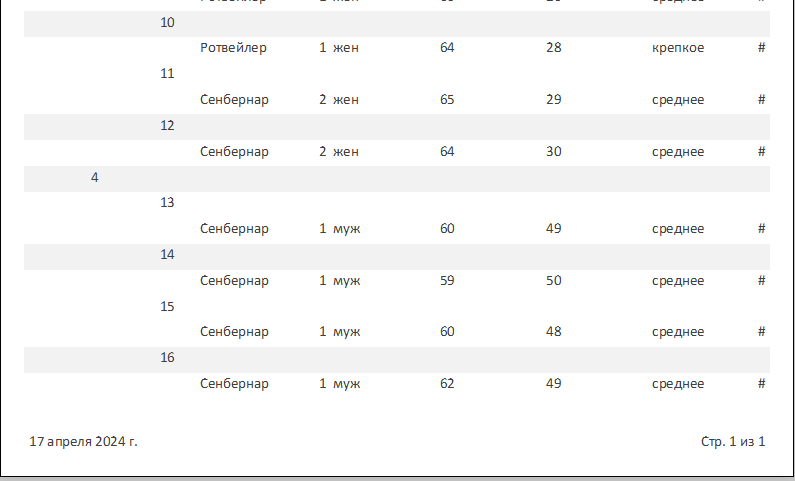 10
Ротвейлер 1 жен 64 28 крепкое #
11
Сенбернар 2 жен 65 29 среднее #
12
Сенбернар 2 жен 64 30 среднее #
4
13
Сенбернар 1 муж 60 49 среднее #
14
Сенбернар 1 муж 59 50 среднее #
15
Сенбернар 1 муж 60 48 среднее #
16
Сенбернар 1 муж 62 49 среднее #
17 апреля 2024 г. Стр. 1 из 1